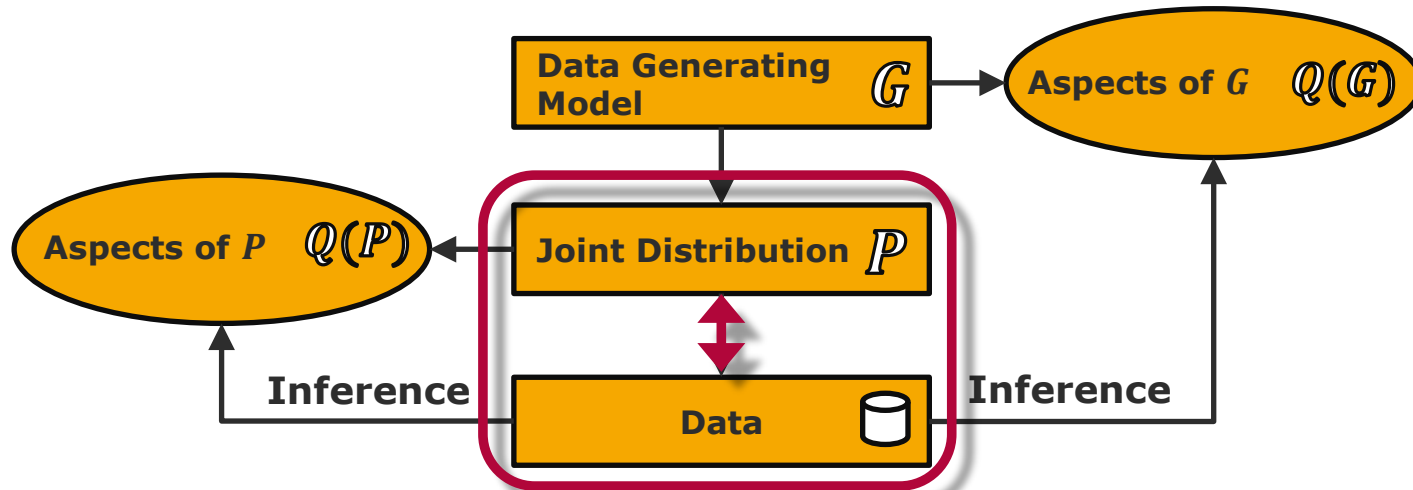 Data Generating
Model G
Aspects of G Q(G)
Aspects of P Q(P)
Joint Distribution P
Inference
Data
Inference